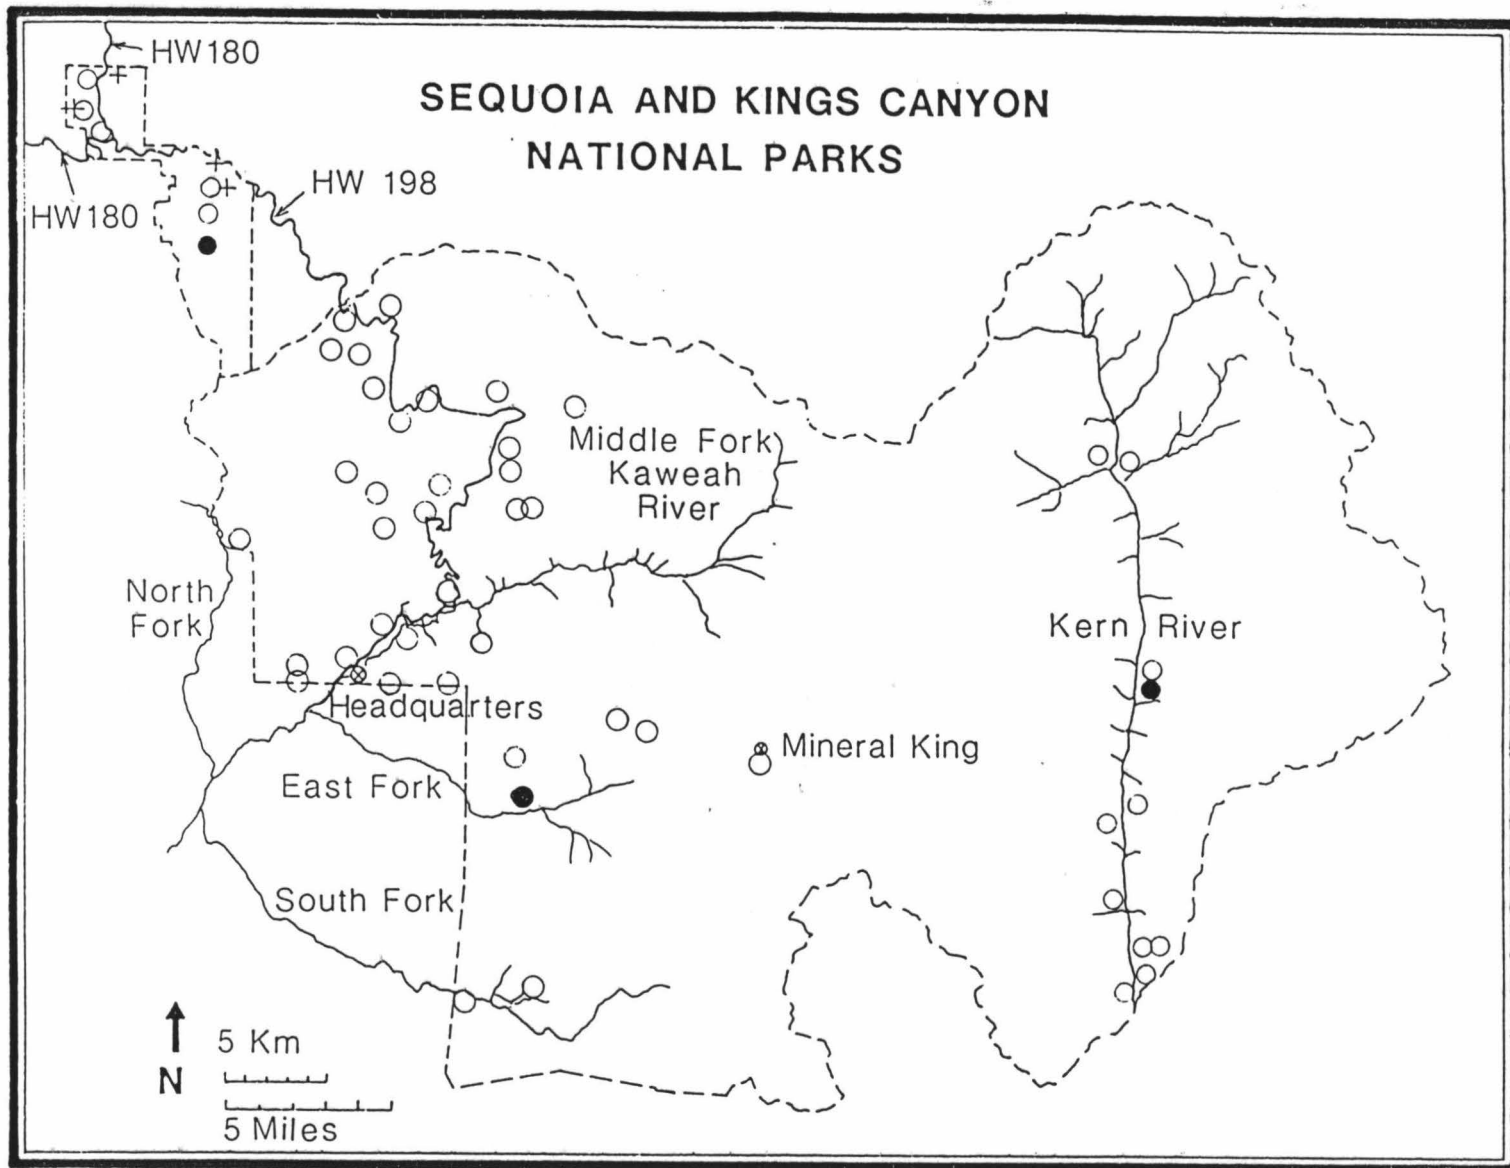 HW180
SEQUOIA AND KINGS CANYON
NATIONAL PARKS
HW 198
HW180
Middle Fork
Kaweah
River
North
Fork
Kern River
Headquarters
Mineral King
East Fork
South Fork
N
5 Km
5 Miles